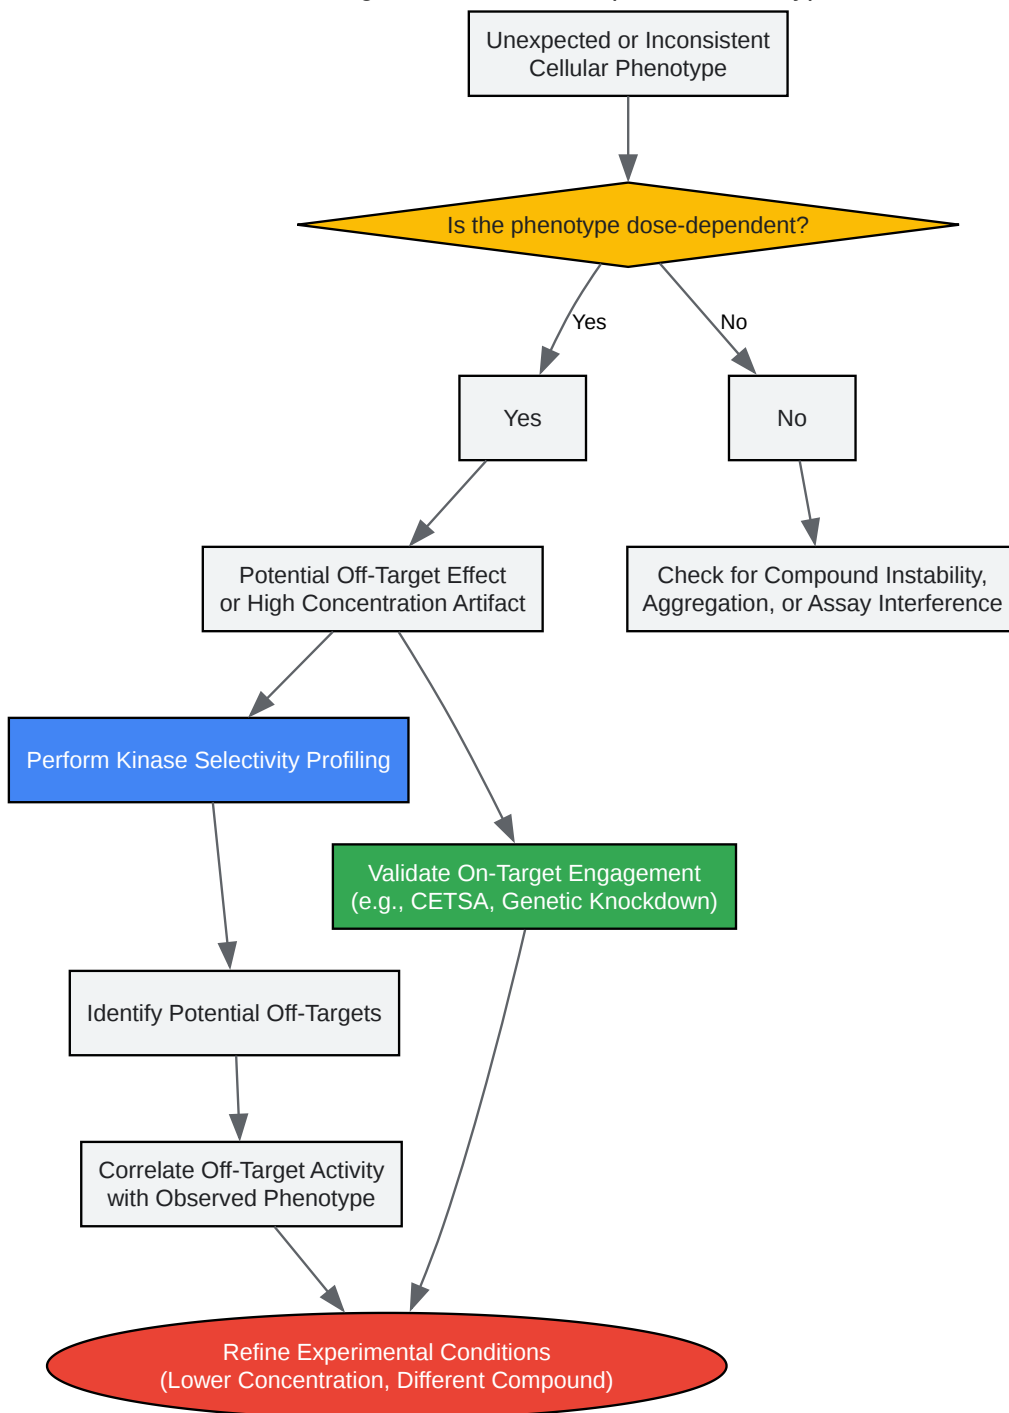 Unexpected or Inconsistent
Cellular Phenotype
Is the phenotype dose-dependent?
Yes
No
Yes
No
Potential Off-Target Effect
or High Concentration Artifact
Check for Compound Instability,
Aggregation, or Assay Interference
Perform Kinase Selectivity Profiling
Validate On-Target Engagement
(e.g., CETSA, Genetic Knockdown)
Identify Potential Off-Targets
Correlate Off-Target Activity
with Observed Phenotype
Refine Experimental Conditions
(Lower Concentration, Different Compound)